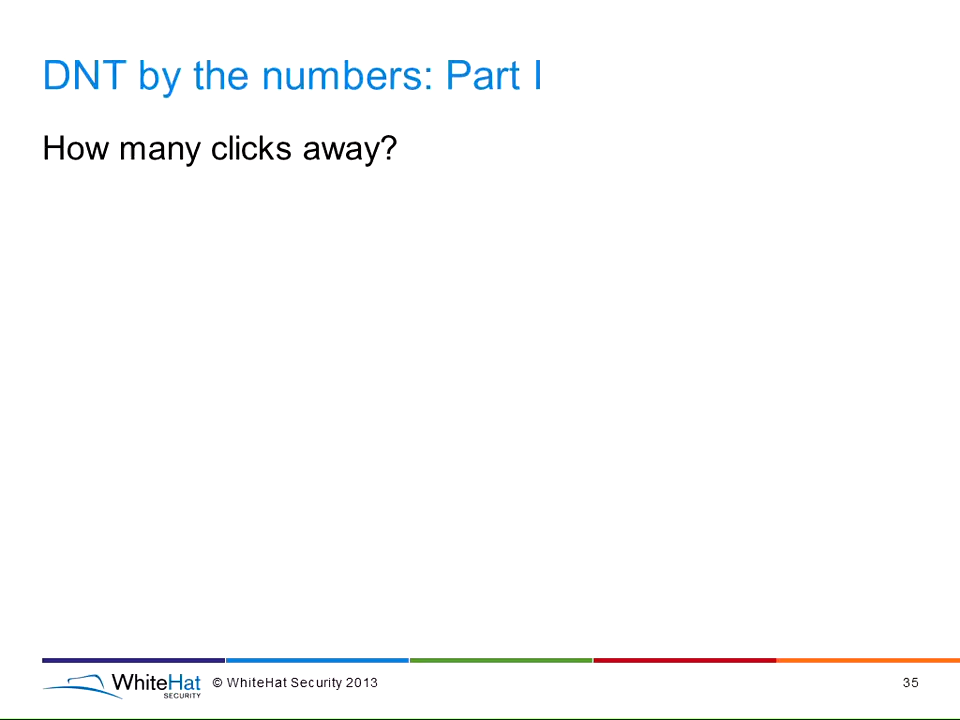 DNT by the numbers: Part I
How many clicks away?
WhiteHat
SECURITY
© WhiteHat Security 2013
35